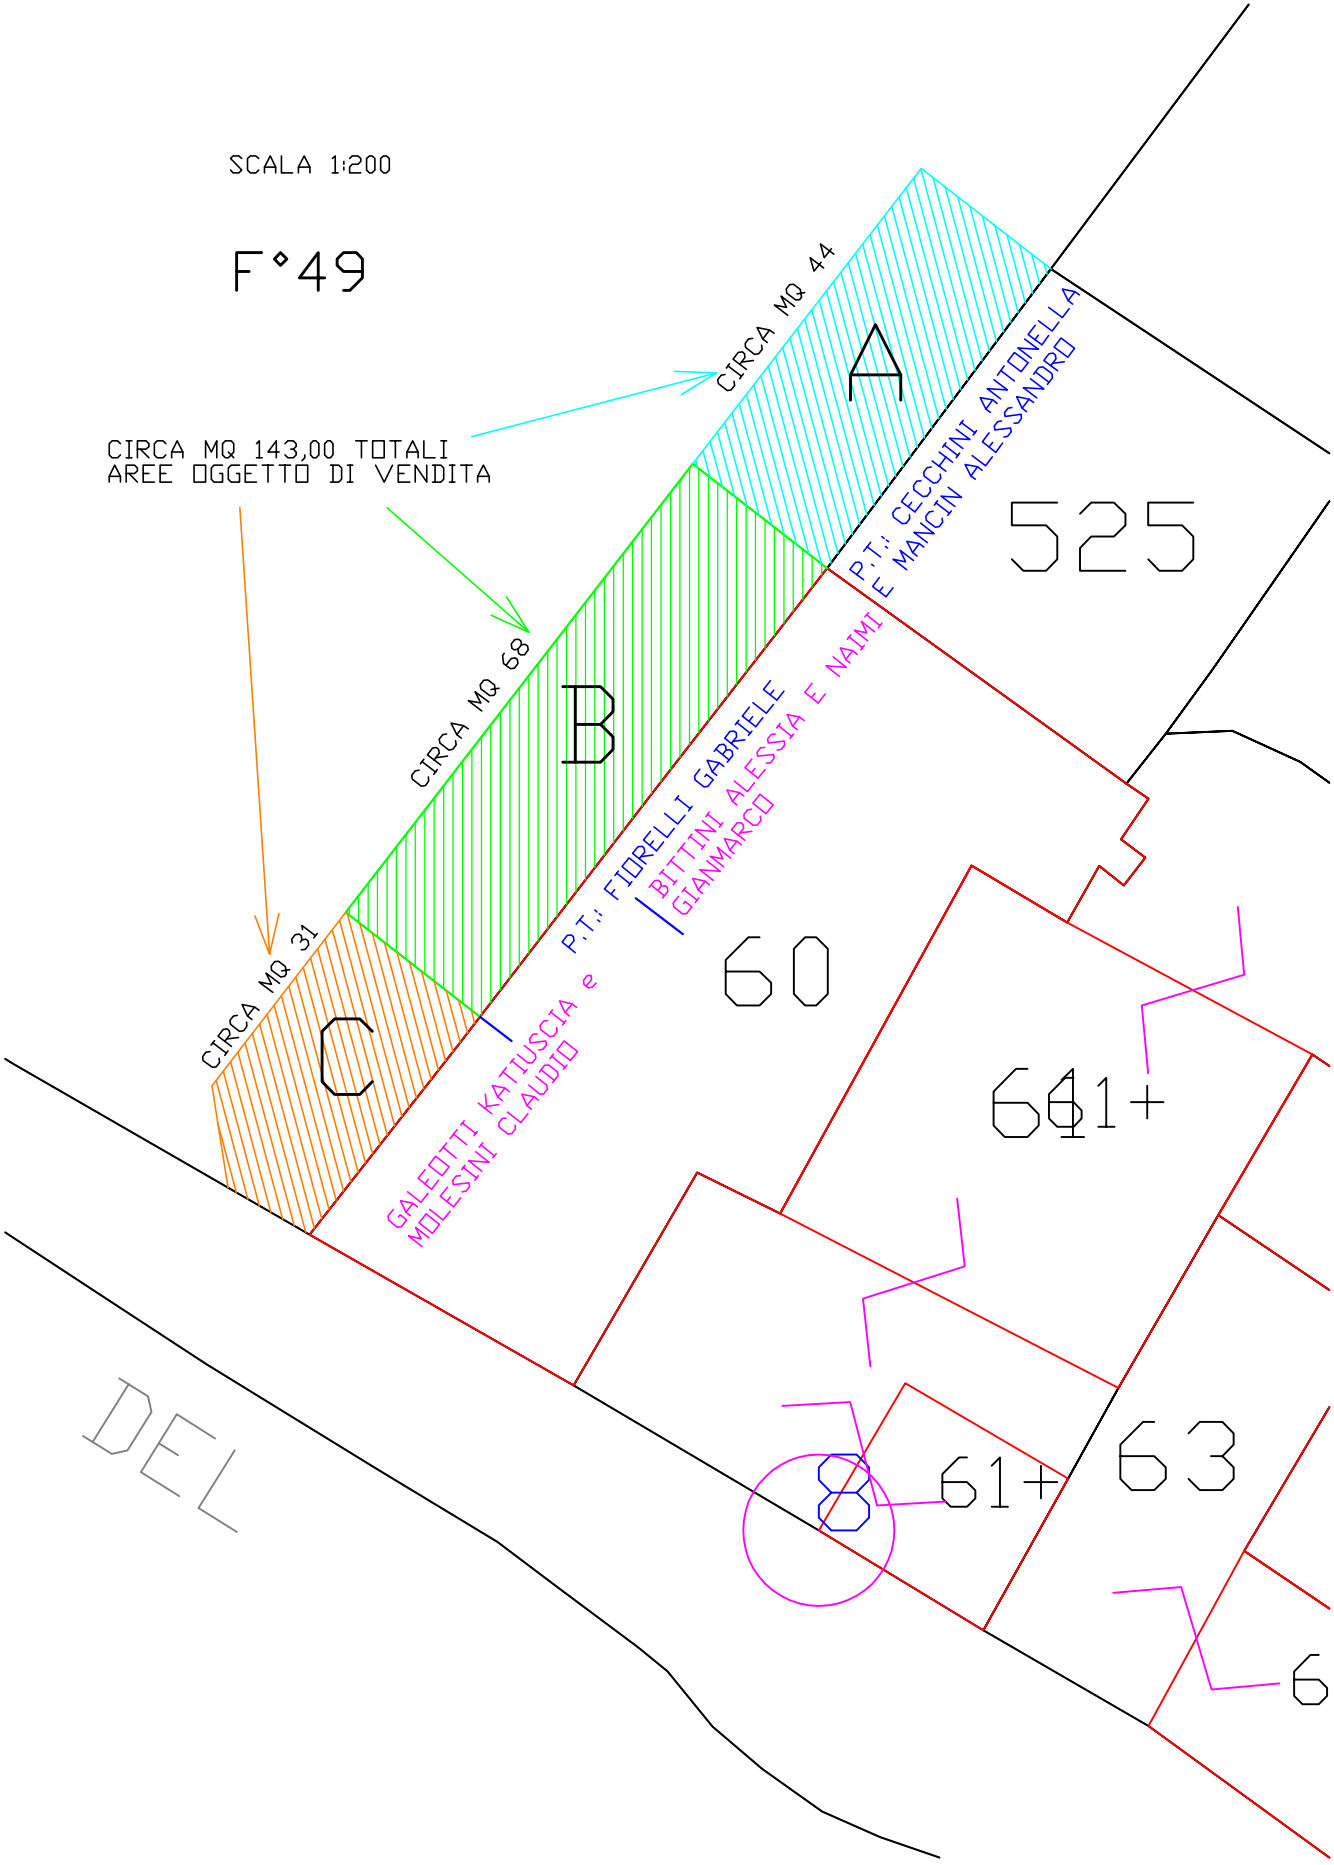 SCALA 1:200
F°49
CIRCA MQ 44
A
CIRCA MQ 143,00 TOTALI
AREE OGGETTO DI VENDITA
P.T.: CECCHINI ANTONELLA
E MANCIN ALESSANDRO
525
CIRCA MQ 68
B
P.T.: FIORELLI GABRIELE
BITTINI ALESSIA E NAIMI
GIANMARCO
60
CIRCA MQ 31
C
GALEOTTI KATIUSCIA e
MOLESINI CLAUDIO
61+
DEL
8
61+
63
6